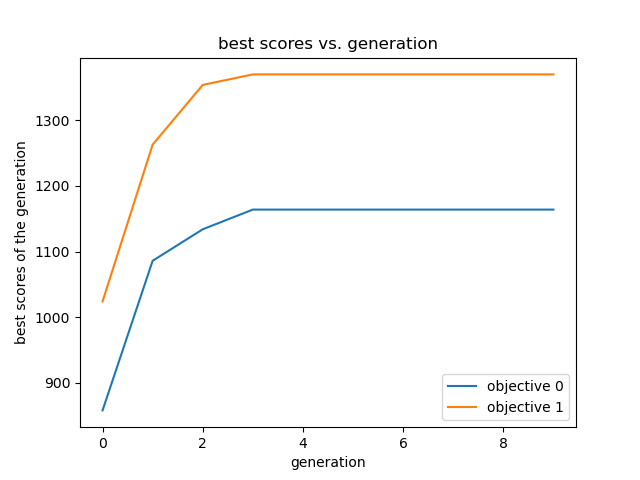 best scores vs. generation
best scores of the generation
1300
1200
1100
1000
900
0
2
4
6
8
generation
objective 0
objective 1